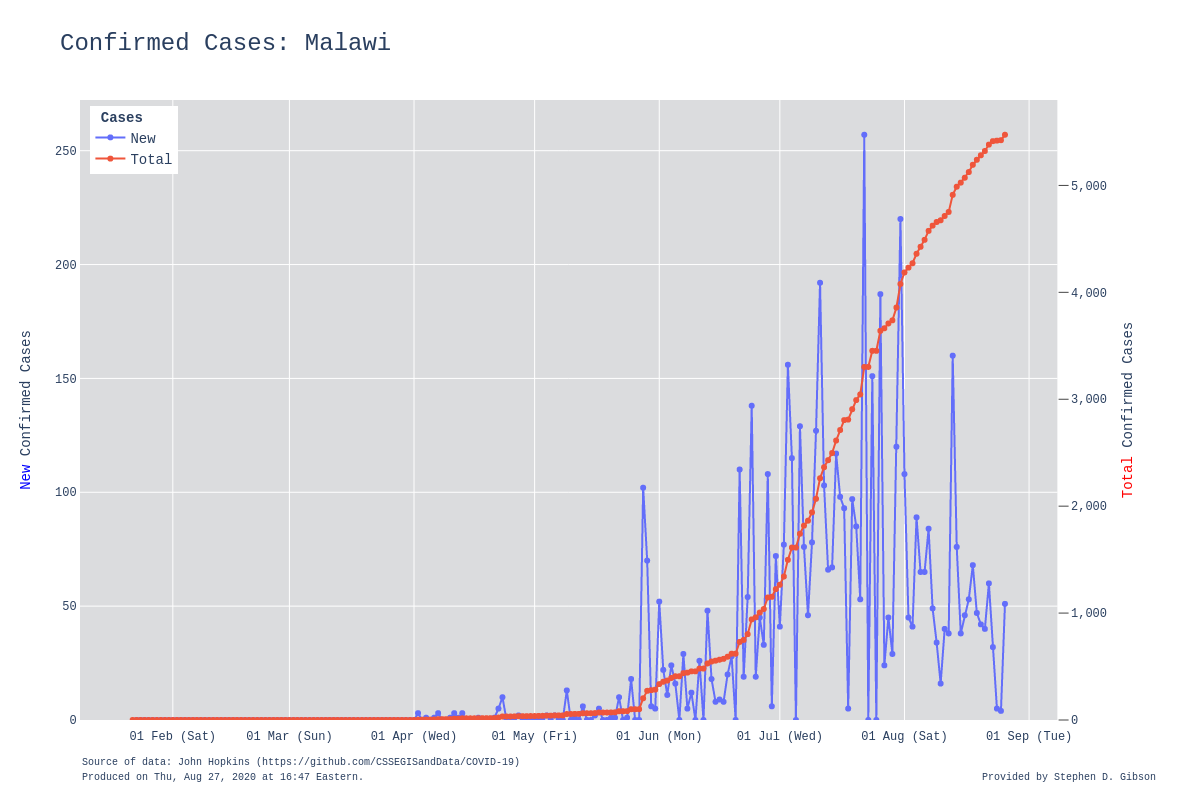 Confirmed Cases: Malawi
Cases
New
Total
250
200
150
100
50
0
5,000
4,000
3,000
2,000
1,000
0
New Confirmed Cases
Total Confirmed Cases
01 Feb (Sat) 01 Mar (Sun) 01 Apr (Wed) 01 May (Fri) 01 Jun (Mon) 01 Jul (Wed) 01 Aug (Sat) 01 Sep (Tue)
Source of data: John Hopkins (https://github.com/CSSEGISandData/COVID-19)
Produced on Thu, Aug 27, 2020 at 16:47 Eastern.
Provided by Stephen D. Gibson